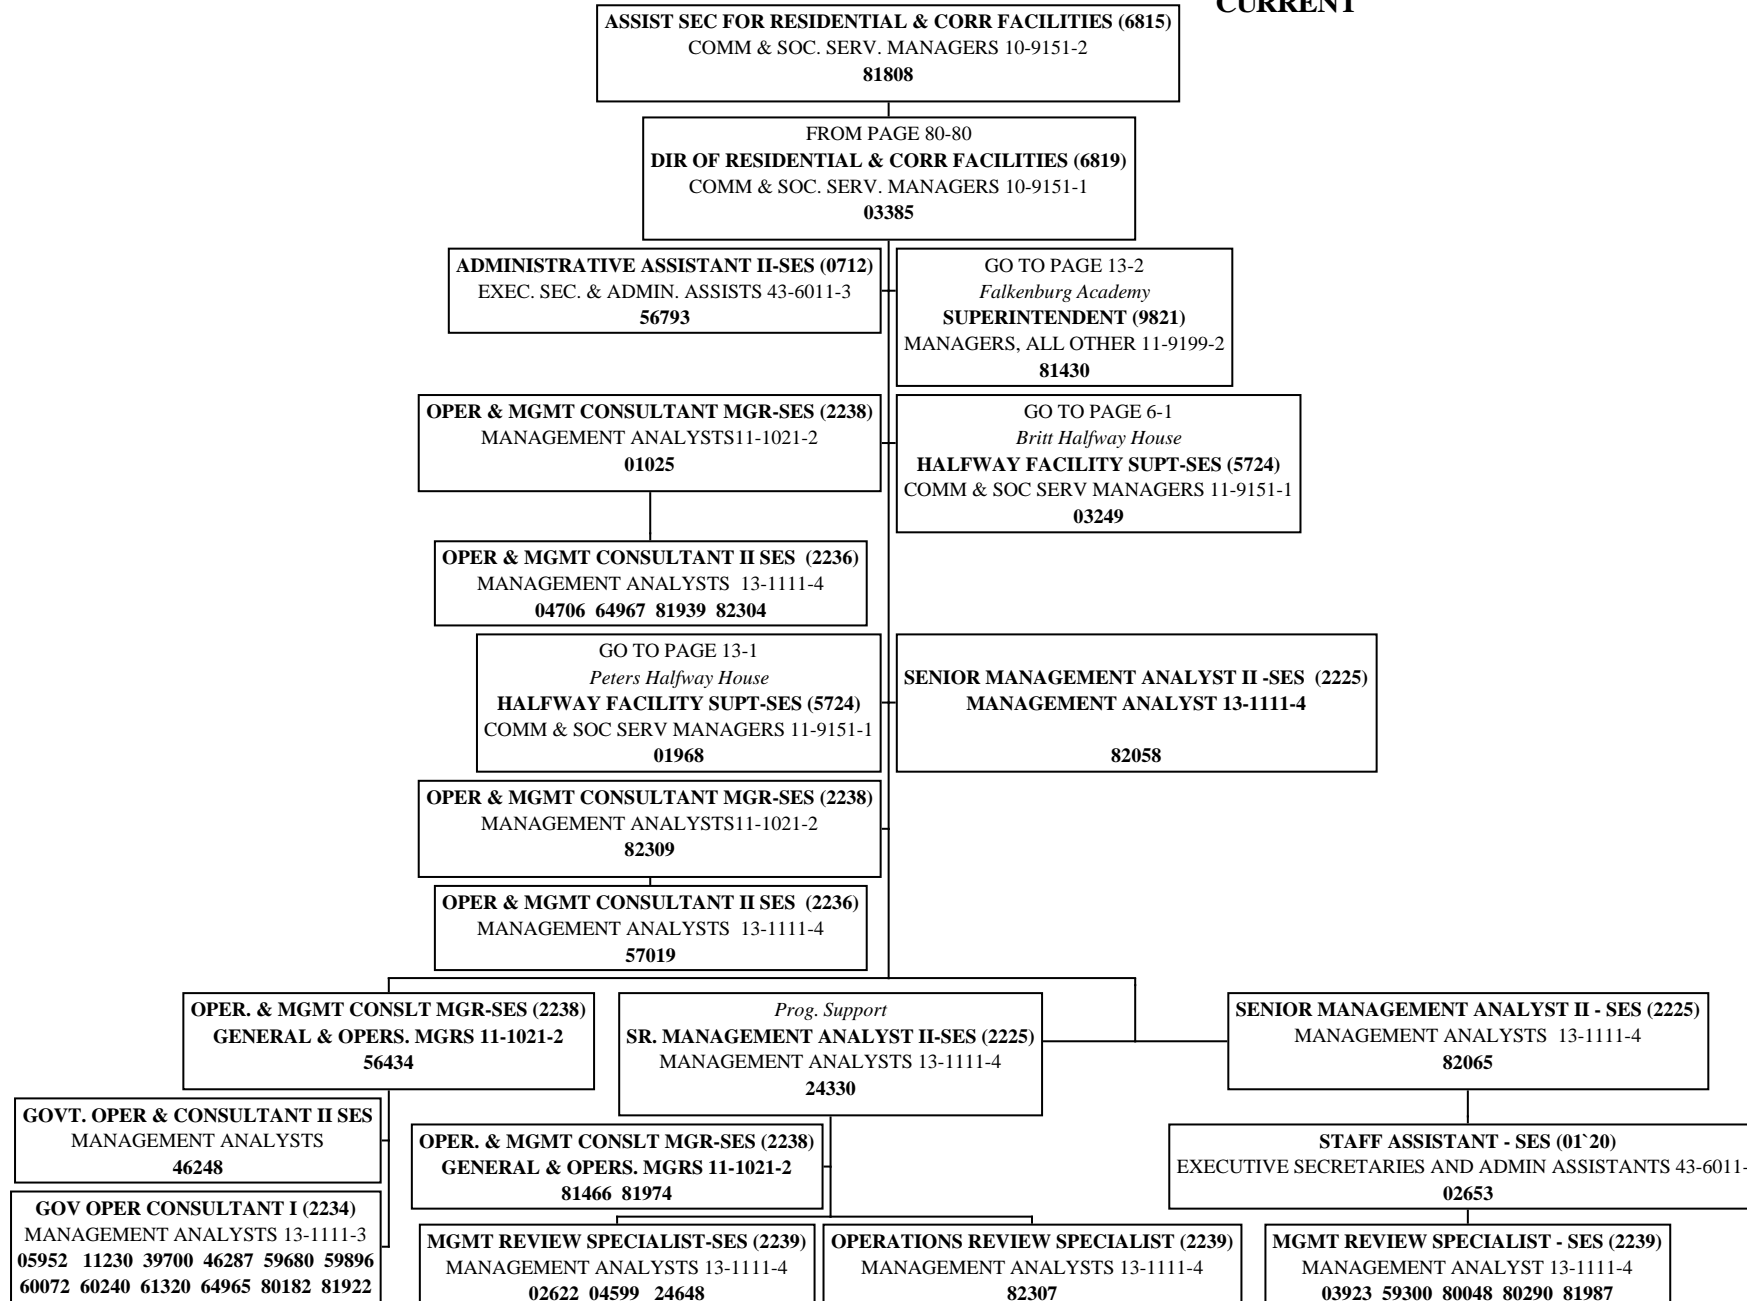 CURRENT
ASSIST SEC FOR RESIDENTIAL & CORR FACILITIES (6815)
COMM & SOC. SERV. MANAGERS 10-9151-2
81808
FROM PAGE 80-80
DIR OF RESIDENTIAL & CORR FACILITIES (6819)
COMM & SOC. SERV. MANAGERS 10-9151-1
03385
ADMINISTRATIVE ASSISTANT II-SES (0712)
EXEC. SEC. & ADMIN. ASSISTS 43-6011-3
56793
GO TO PAGE 13-2
Falkenburg Academy
SUPERINTENDENT (9821)
MANAGERS, ALL OTHER 11-9199-2
81430
OPER & MGMT CONSULTANT MGR-SES (2238)
MANAGEMENT ANALYSTS11-1021-2
01025
GO TO PAGE 6-1
Britt Halfway House
HALFWAY FACILITY SUPT-SES (5724)
COMM & SOC SERV MANAGERS 11-9151-1
03249
OPER & MGMT CONSULTANT II SES (2236)
MANAGEMENT ANALYSTS 13-1111-4
04706 64967 81939 82304
GO TO PAGE 13-1
Peters Halfway House
HALFWAY FACILITY SUPT-SES (5724)
COMM & SOC SERV MANAGERS 11-9151-1
01968
SENIOR MANAGEMENT ANALYST II -SES (2225)
MANAGEMENT ANALYST 13-1111-4
82058
OPER & MGMT CONSULTANT MGR-SES (2238)
MANAGEMENT ANALYSTS11-1021-2
82309
OPER & MGMT CONSULTANT II SES (2236)
MANAGEMENT ANALYSTS 13-1111-4
57019
OPER. & MGMT CONSLT MGR-SES (2238)
GENERAL & OPERS. MGRS 11-1021-2
56434
Prog. Support
SR. MANAGEMENT ANALYST II-SES (2225)
MANAGEMENT ANALYSTS 13-1111-4
24330
SENIOR MANAGEMENT ANALYST II - SES (2225)
MANAGEMENT ANALYSTS 13-1111-4
82065
GOVT. OPER & CONSULTANT II SES
MANAGEMENT ANALYSTS
46248
OPER. & MGMT CONSLT MGR-SES (2238)
GENERAL & OPERS. MGRS 11-1021-2
81466 81974
STAFF ASSISTANT - SES (01`20)
EXECUTIVE SECRETARIES AND ADMIN ASSISTANTS 43-6011-
02653
GOV OPER CONSULTANT I (2234)
MANAGEMENT ANALYSTS 13-1111-3
05952 11230 39700 46287 59680 59896
60072 60240 61320 64965 80182 81922
MGMT REVIEW SPECIALIST-SES (2239)
MANAGEMENT ANALYSTS 13-1111-4
02622 04599 24648
OPERATIONS REVIEW SPECIALIST (2239)
MANAGEMENT ANALYSTS 13-1111-4
82307
MGMT REVIEW SPECIALIST - SES (2239)
MANAGEMENT ANALYST 13-1111-4
03923 59300 80048 80290 81987